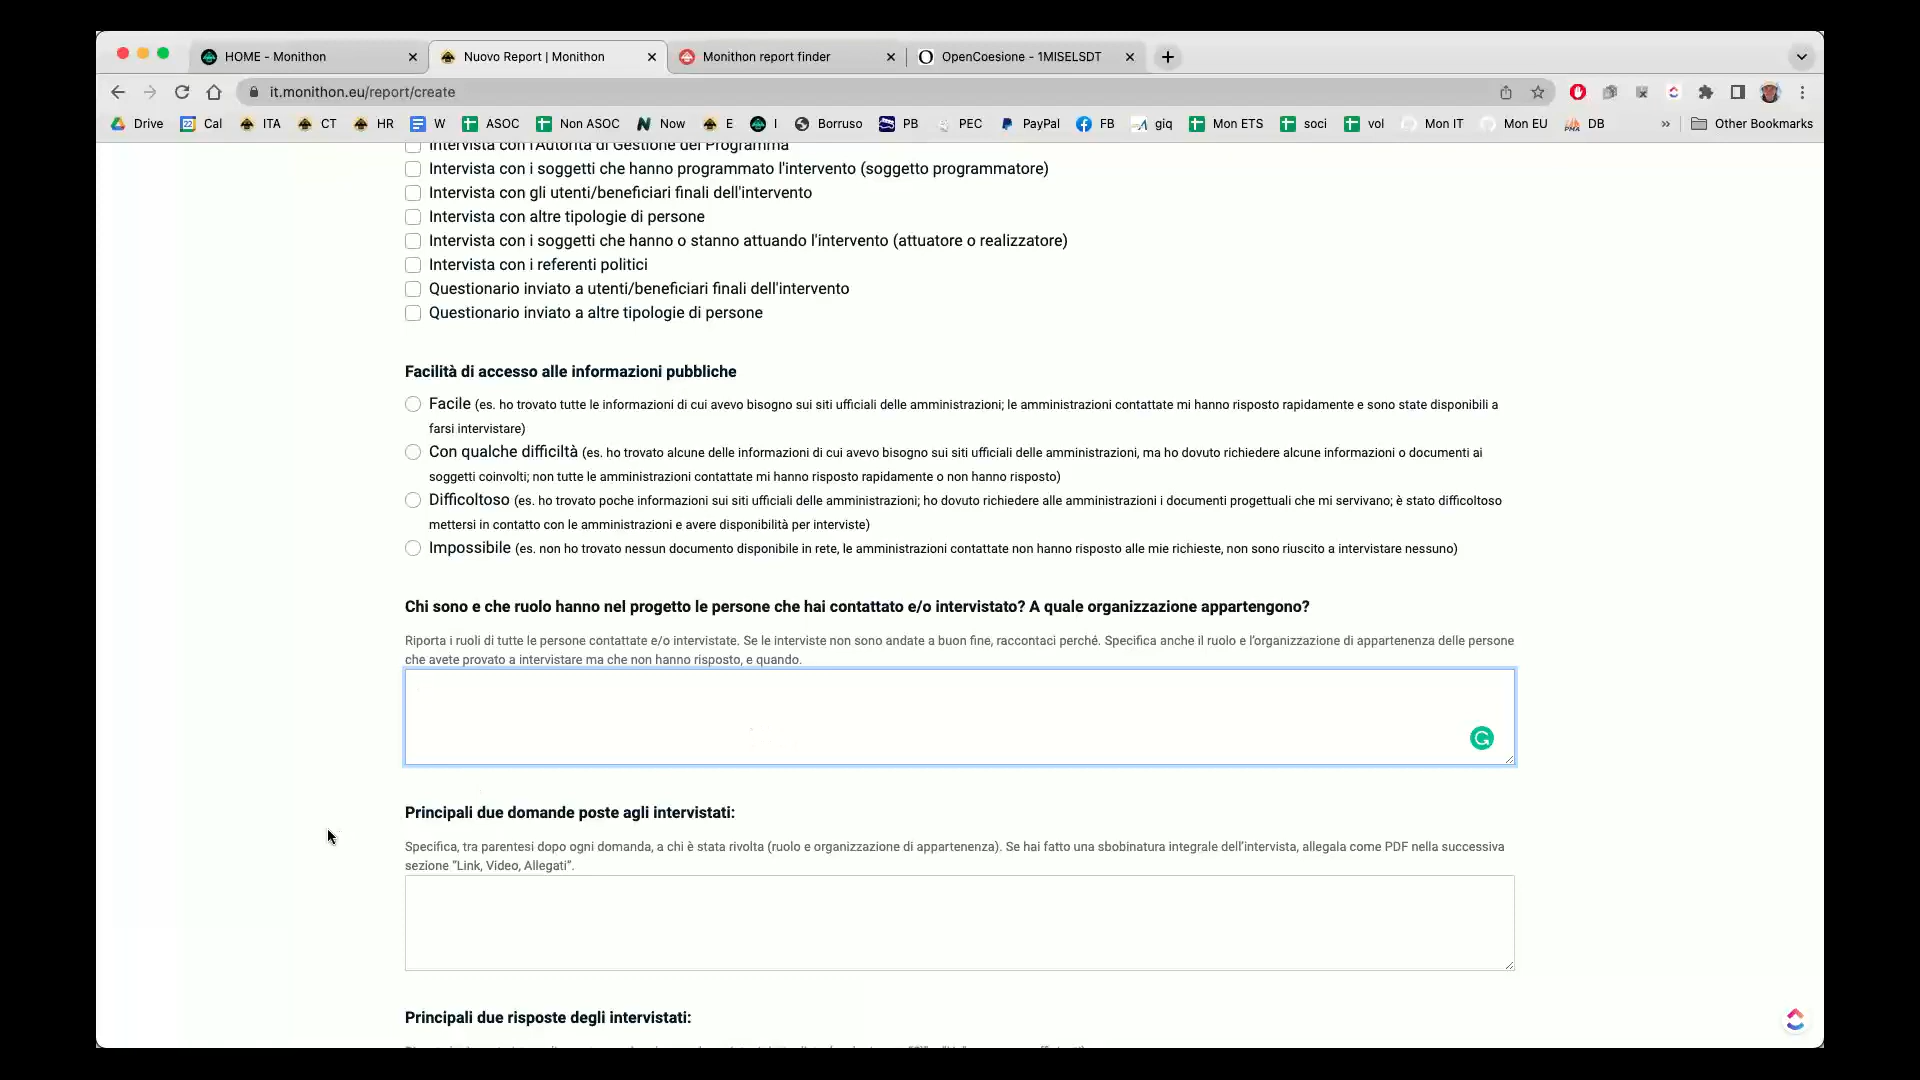 HOME - Monithon
Nuovo Report | Monithon
Monithon report finder
OpenCoesione - 1MISELSDT
it.monithon.eu/report/create
Drive Cal ITA CT HR W ASOC Non ASOC Now E I Borruso PB PEC PayPal FB giq Mon ETS soci vol Mon IT Mon EU DB » Other Bookmarks
Intervista con l'Autorità di Gestione del Programma
Intervista con i soggetti che hanno programmato l'intervento (soggetto programmatore)
Intervista con gli utenti/beneficiari finali dell'intervento
Intervista con altre tipologie di persone
Intervista con i soggetti che hanno o stanno attuando l'intervento (attuatore o realizzatore)
Intervista con i referenti politici
Questionario inviato a utenti/beneficiari finali dell'intervento
Questionario inviato a altre tipologie di persone
Facilità di accesso alle informazioni pubbliche
Facile (es. ho trovato tutte le informazioni di cui avevo bisogno sui siti ufficiali delle amministrazioni; le amministrazioni contattate mi hanno risposto rapidamente e sono state disponibili a
farsi intervistare)
Con qualche difficiltà (es. ho trovato alcune delle informazioni di cui avevo bisogno sui siti ufficiali delle amministrazioni, ma ho dovuto richiedere alcune informazioni o documenti ai
soggetti coinvolti; non tutte le amministrazioni contattate mi hanno risposto rapidamente o non hanno risposto)
Difficoltoso (es. ho trovato poche informazioni sui siti ufficiali delle amministrazioni; ho dovuto richiedere alle amministrazioni i documenti progettuali che mi servivano; è stato difficoltoso
mettersi in contatto con le amministrazioni e avere disponibilità per interviste)
Impossibile (es. non ho trovato nessun documento disponibile in rete, le amministrazioni contattate non hanno risposto alle mie richieste, non sono riuscito a intervistare nessuno)
Chi sono e che ruolo hanno nel progetto le persone che hai contattato e/o intervistato? A quale organizzazione appartengono?
Riporta i ruoli di tutte le persone contattate e/o intervistate. Se le interviste non sono andate a buon fine, raccontaci perché. Specifica anche il ruolo e l'organizzazione di appartenenza delle persone
che avete provato a intervistare ma che non hanno risposto, e quando.
Principali due domande poste agli intervistati:
Specifica, tra parentesi dopo ogni domanda, a chi è stata rivolta (ruolo e organizzazione di appartenenza). Se hai fatto una sbobinatura integrale dell'intervista, allegala come PDF nella successiva
sezione "Link, Video, Allegati".
Principali due risposte degli intervistati: